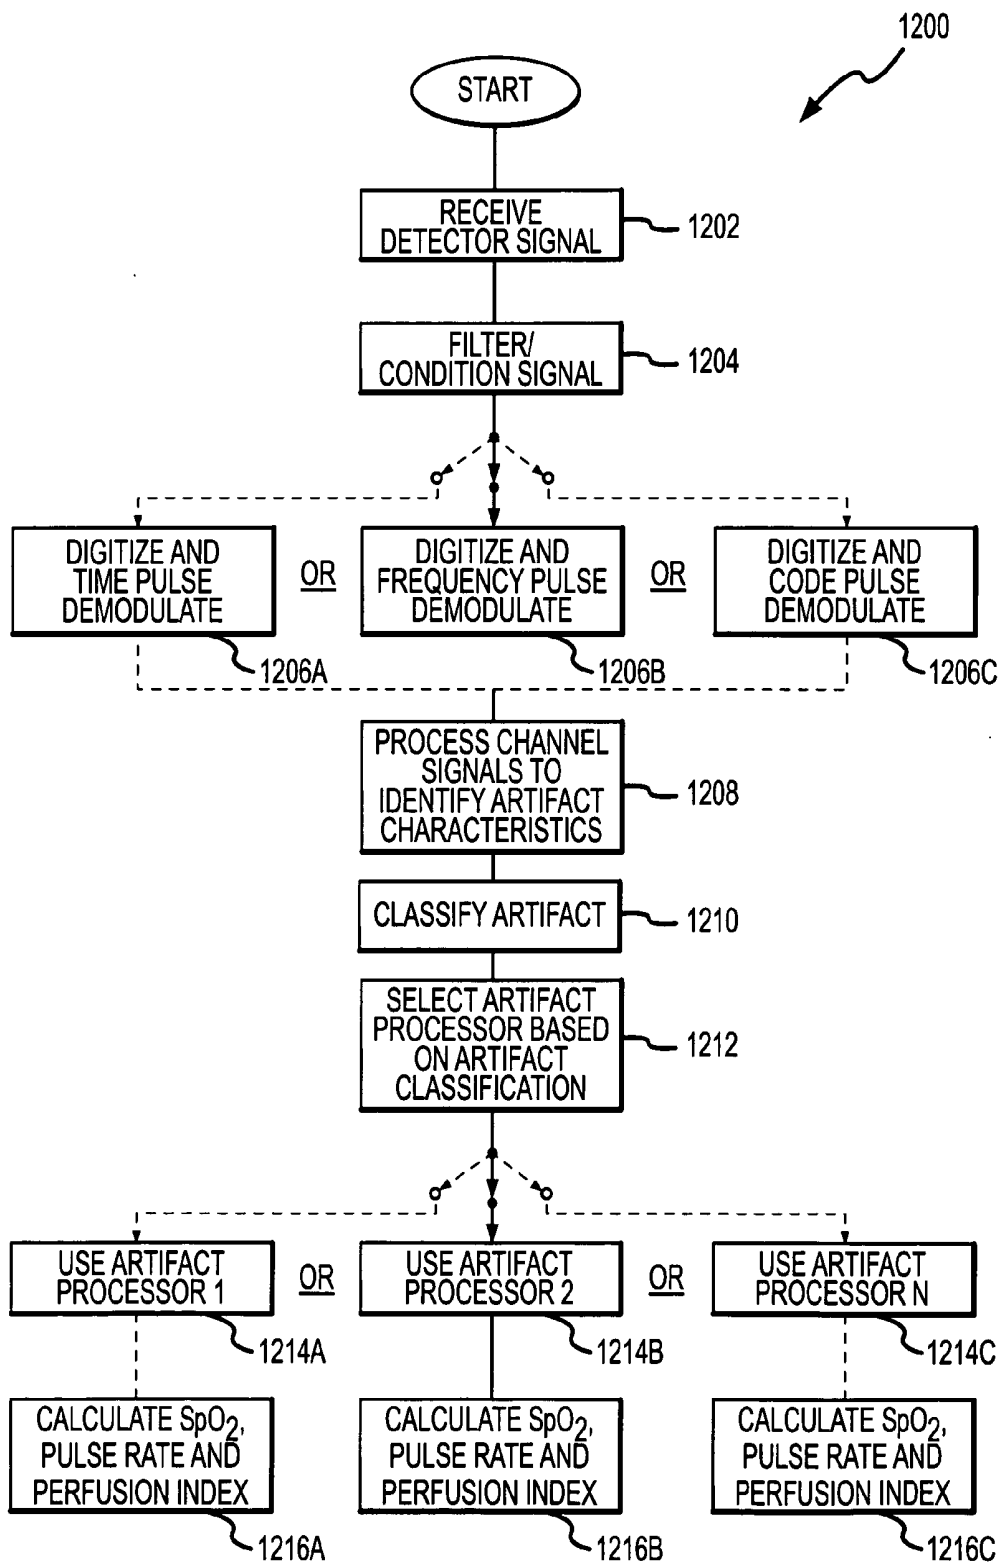 1200
START
RECEIVE
DETECTOR SIGNAL
1202
FILTER/
CONDITION SIGNAL
1204
DIGITIZE AND
TIME PULSE
DEMODULATE
OR
DIGITIZE AND
FREQUENCY PULSE
DEMODULATE
OR
DIGITIZE AND
CODE PULSE
DEMODULATE
1206A
1206B
1206C
PROCESS CHANNEL
SIGNALS TO
IDENTIFY ARTIFACT
CHARACTERISTICS
1208
CLASSIFY ARTIFACT
1210
SELECT ARTIFACT
PROCESSOR BASED
ON ARTIFACT
CLASSIFICATION
1212
USE ARTIFACT
PROCESSOR 1
OR
USE ARTIFACT
PROCESSOR 2
OR
USE ARTIFACT
PROCESSOR N
1214A
1214B
1214C
CALCULATE SpO2,
PULSE RATE AND
PERFUSION INDEX
CALCULATE SpO2,
PULSE RATE AND
PERFUSION INDEX
CALCULATE SpO2,
PULSE RATE AND
PERFUSION INDEX
1216A
1216B
1216C